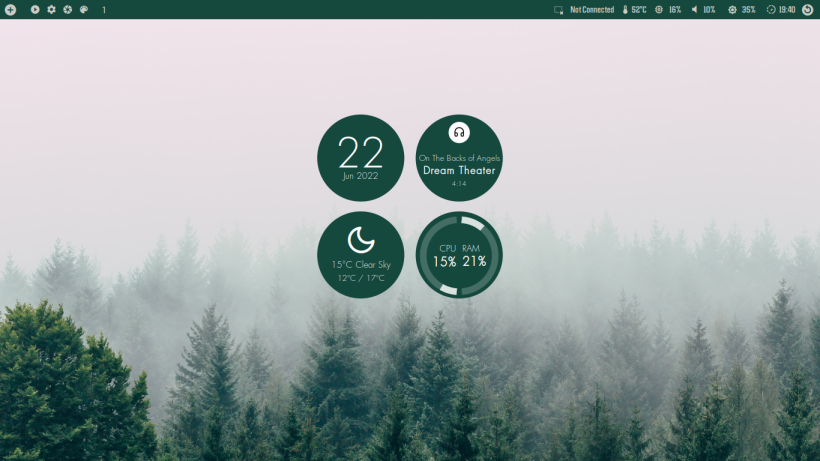 1
Not Connected 52°C 16% 10% 35% 19:40
22
Jun 2022
On The Backs of Angels
Dream Theater
4:14
15°C Clear Sky
12°C / 17°C
CPU RAM
15% 21%